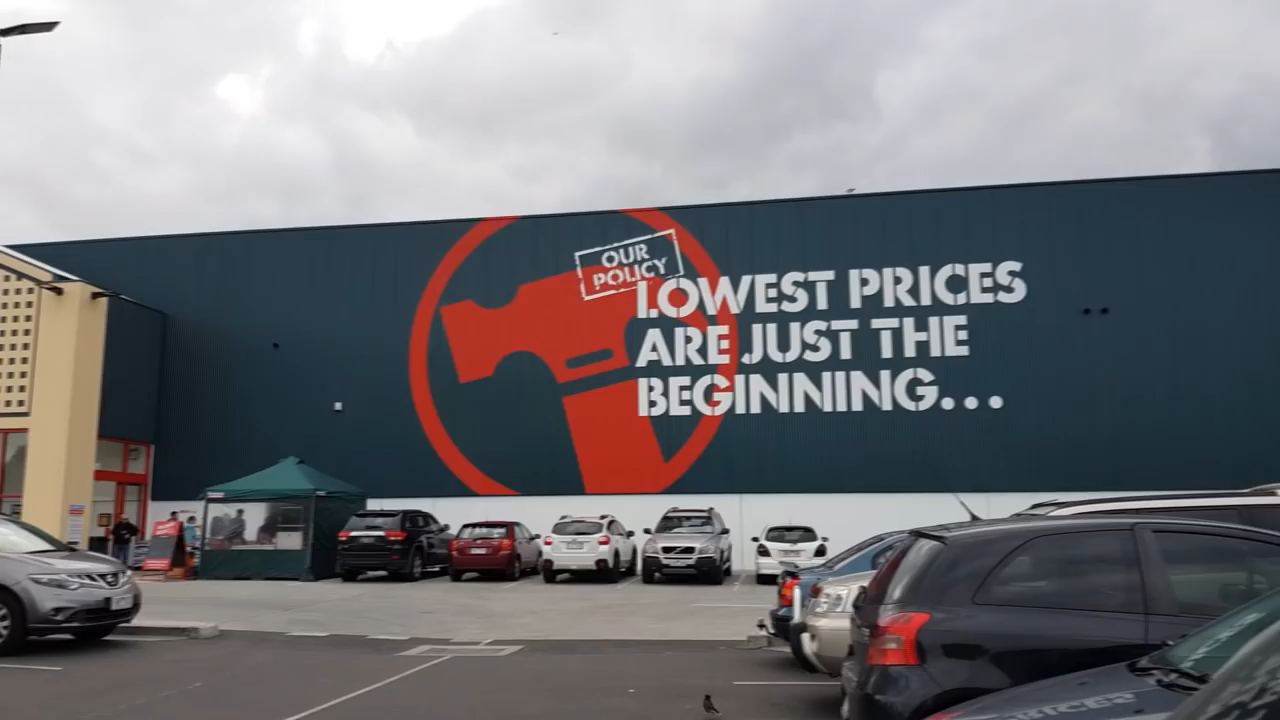 OUR
POLICY
LOWEST PRICES
ARE JUST THE
BEGINNING...